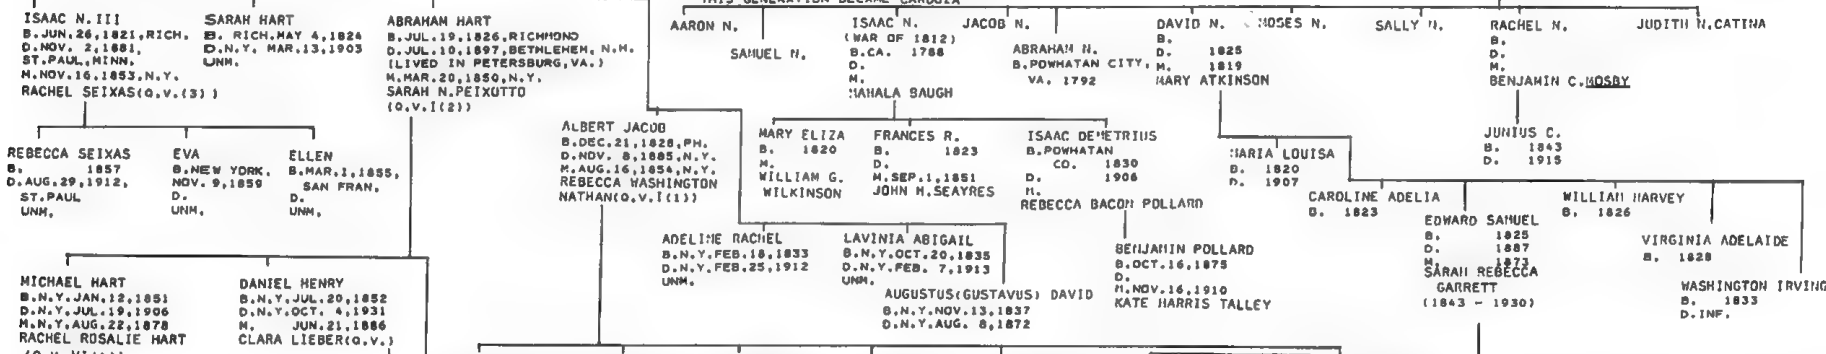 THIS GENERATION BECAME CARDOZA
ISAAC N.III
B.JUN.26,1821,RICH.
D.NOV. 2,1881,
ST.PAUL,MINN.
M.NOV.16,1853,N.Y.
RACHEL SEIXAS(Q.V.(3))
SARAH HART
B. RICH.MAY 4,1824
D.N.Y. MAR.13,1903
UNM.
ABRAHAM HART
B.JUL.19,1826,RICHMOND
D.JUL.10,1897,BETHLEHEM, N.H.
(LIVED IN PETERSBURG,VA.)
M.MAR.20,1850,N.Y.
SARAH N.PEIXOTTO
(Q.V.I(2))
AARON N.
SAMUEL N.
ISAAC N.
(WAR OF 1812)
B.CA. 1788
D.
M.
MAHALA BAUGH
JACOB N.
ABRAHAM N.
B.POWHATAN CITY,
VA. 1792
DAVID N.
B.
D. 1825
M. 1819
MARY ATKINSON
MOSES N.
SALLY N.
RACHEL N.
B.
D.
M.
BENJAMIN C.MOSBY
JUDITH N.CATINA
REBECCA SEIXAS
B. 1857
D.AUG.29,1912,
ST.PAUL
UNM.
EVA
B.NEW YORK,
NOV. 9,1859
D.
UNM.
ELLEN
B.MAR.1,1855,
SAN FRAN.
D.
UNM.
ALBERT JACOB
B.DEC.21,1828,PH.
D.NOV. 8,1885,N.Y.
M.AUG.16,1854,N.Y.
REBECCA WASHINGTON
NATHAN(Q.V.I(1))
MARY ELIZA
B. 1820
M.
WILLIAM G.
WILKINSON
FRANCES R.
B. 1823
D.
M.SEP.1,1851
JOHN M.SEAYRES
ISAAC DEMETRIUS
B.POWHATAN
CO. 1830
D. 1906
M.
REBECCA BACON POLLARD
MARIA LOUISA
B. 1820
D. 1907
JUNIUS C.
B. 1843
D. 1915
CAROLINE ADELIA
B. 1823
EDWARD SAMUEL
B. 1825
D. 1887
M. 1873
SARAH REBECCA
GARRETT
(1843 - 1930)
WILLIAM HARVEY
B. 1826
VIRGINIA ADELAIDE
B. 1828
WASHINGTON IRVING
B. 1833
D.INF.
ADELINE RACHEL
B.N.Y.FEB.18,1833
D.N.Y.FEB.25,1912
UNM.
LAVINIA ABIGAIL
B.N.Y.OCT.20,1835
D.N.Y.FEB. 7,1913
UNM.
AUGUSTUS(GUSTAVUS) DAVID
B.N.Y.NOV.13,1837
D.N.Y.AUG. 8,1872
BENJAMIN POLLARD
B.OCT.16,1875
D.
M.NOV.16,1910
KATE HARRIS TALLEY
MICHAEL HART
B.N.Y.JAN.12,1851
D.N.Y.JUL.19,1906
M.N.Y.AUG.22,1878
RACHEL ROSALIE HART
DANIEL HENRY
B.N.Y.JUL.20,1852
D.N.Y.OCT. 4,1931
M. JUN.21,1886
CLARA LIEBER(Q.V.)